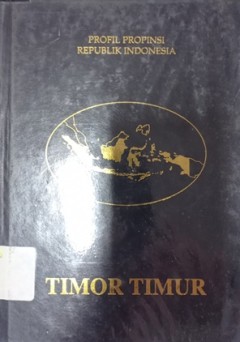 PROFIL PROPINSI
REPUBLIK INDONESIA
TIMOR TIMUR